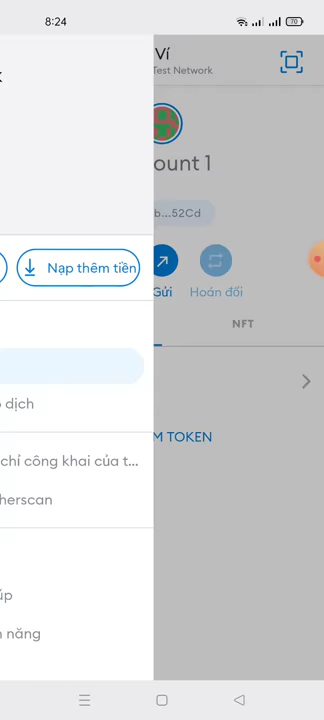 8:24
70
Ví
Test Network
k
ount 1
b...52Cd
Nạp thêm tiền
Gửi
Hoán đổi
NFT
dịch
M TOKEN
chỉ công khai của t...
herscan
úp
năng